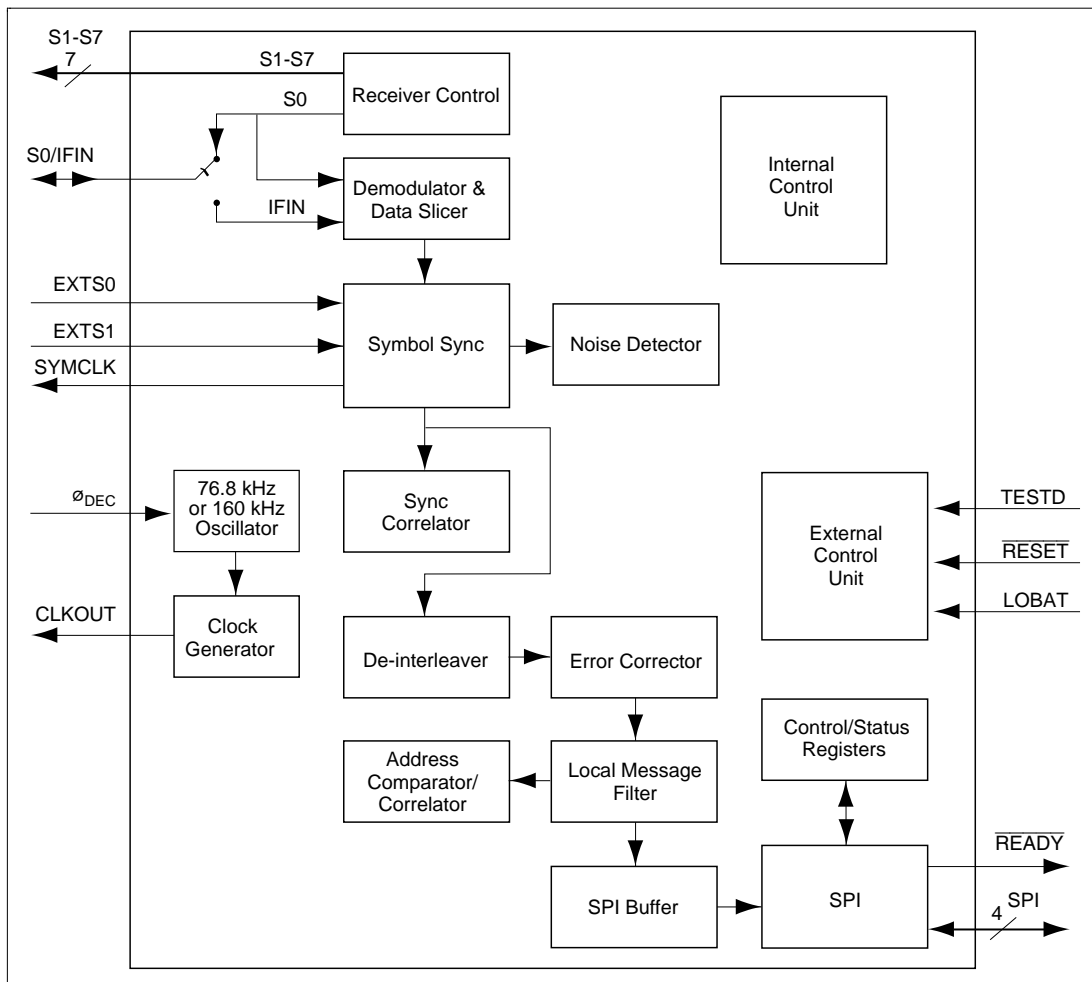 S1-S7
7
S1-S7
Receiver Control
S0
S0/IFIN
Internal
Control
Unit
Demodulator &
Data Slicer
IFIN
EXTS0
EXTS1
Symbol Sync
Noise Detector
SYMCLK
øDEC
76.8 kHz
or 160 kHz
Oscillator
Sync
Correlator
TESTD
External
Control
Unit
RESET
LOBAT
CLKOUT
Clock
Generator
De-interleaver
Error Corrector
Control/Status
Registers
Address
Comparator/
Correlator
Local Message
Filter
READY
SPI Buffer
SPI
SPI
4